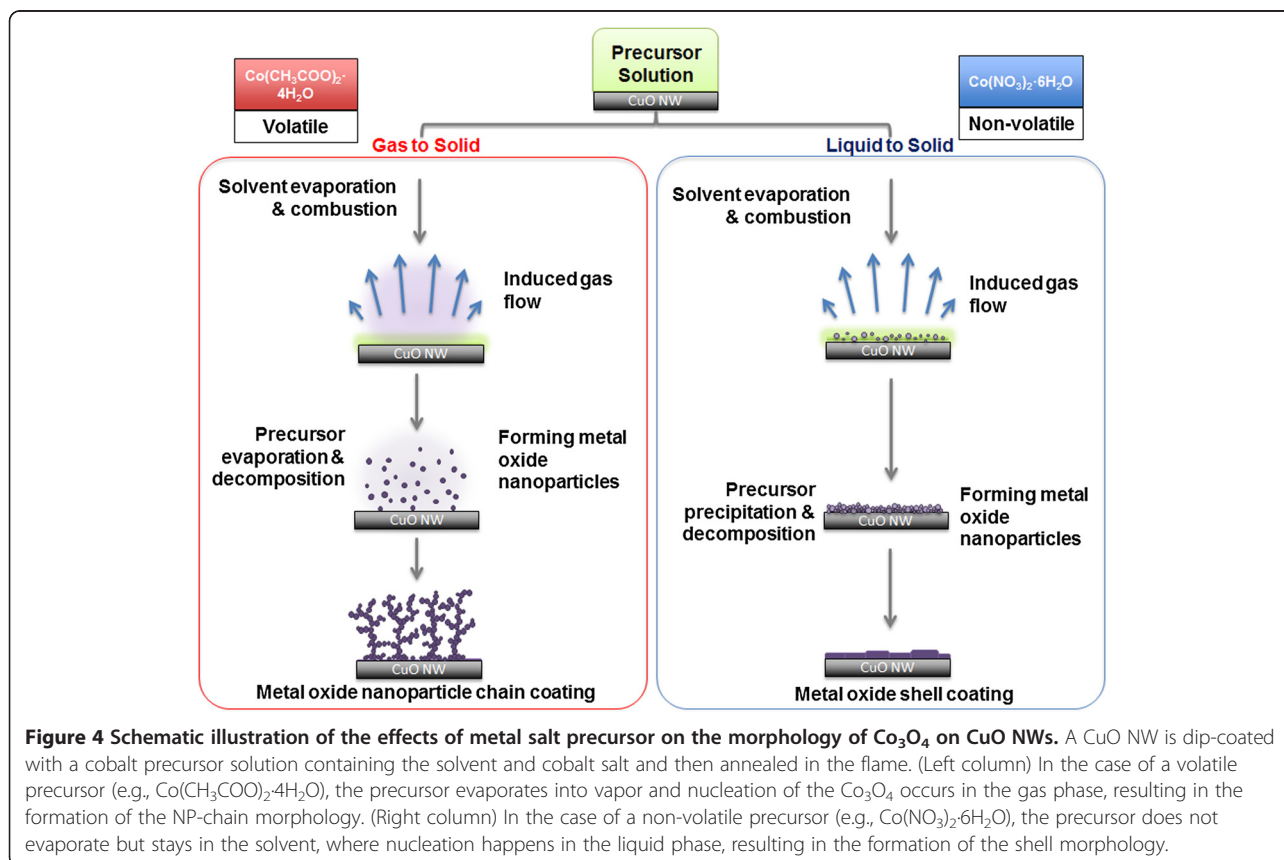 Precursor
Solution
CuO NW
Co(CH₃COO)₂·
4H₂O
Volatile
Co(NO₃)₂·6H₂O
Non-volatile
Gas to Solid
Solvent evaporation
& combustion
Induced gas
flow
CuO NW
Precursor
evaporation &
decomposition
Forming metal
oxide
nanoparticles
CuO NW
CuO NW
Metal oxide nanoparticle chain coating
Liquid to Solid
Solvent evaporation
& combustion
Induced gas
flow
CuO NW
Precursor
precipitation &
decomposition
Forming metal
oxide
nanoparticles
CuO NW
CuO NW
Metal oxide shell coating
Figure 4 Schematic illustration of the effects of metal salt precursor on the morphology of Co₃O₄ on CuO NWs. A CuO NW is dip-coated
with a cobalt precursor solution containing the solvent and cobalt salt and then annealed in the flame. (Left column) In the case of a volatile
precursor (e.g., Co(CH₃COO)₂·4H₂O), the precursor evaporates into vapor and nucleation of the Co₃O₄ occurs in the gas phase, resulting in the
formation of the NP-chain morphology. (Right column) In the case of a non-volatile precursor (e.g., Co(NO₃)₂·6H₂O), the precursor does not
evaporate but stays in the solvent, where nucleation happens in the liquid phase, resulting in the formation of the shell morphology.